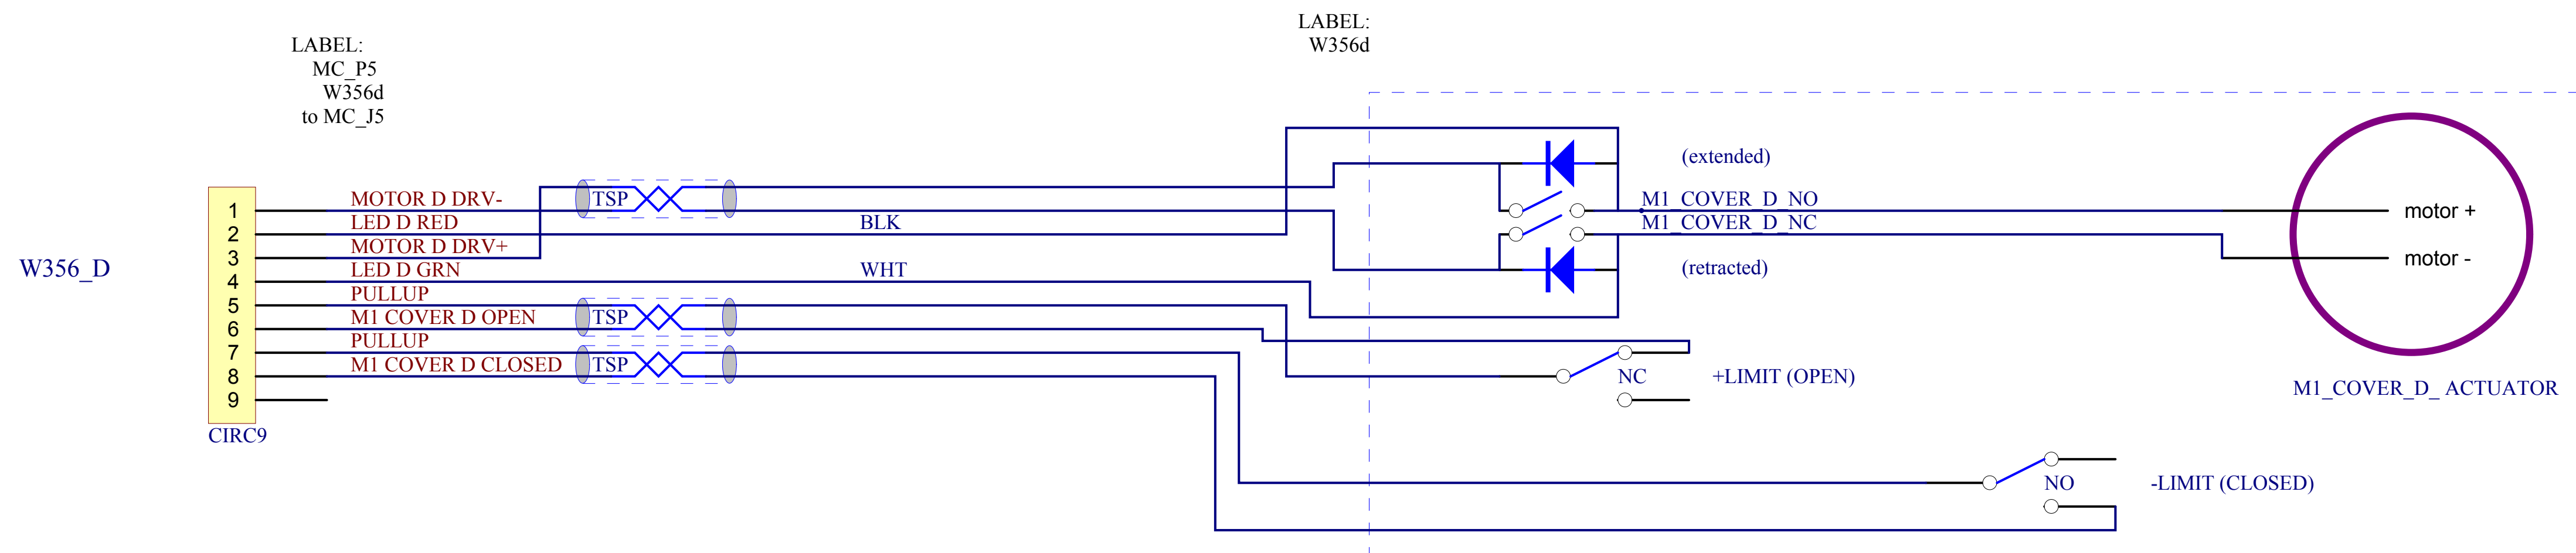 LABEL:
MC_P5
W356d
to MC_J5
LABEL:
W356d
W356_D
1
2
3
4
5
6
7
8
9
CIRC9
MOTOR D DRV-
LED D RED
MOTOR D DRV+
LED D GRN
PULLUP
M1 COVER D OPEN
PULLUP
M1 COVER D CLOSED
TSP
TSP
TSP
BLK
WHT
(extended)
M1_COVER_D_NO
M1_COVER_D_NC
(retracted)
NC
+LIMIT (OPEN)
NO
-LIMIT (CLOSED)
motor +
motor -
M1_COVER_D_ ACTUATOR